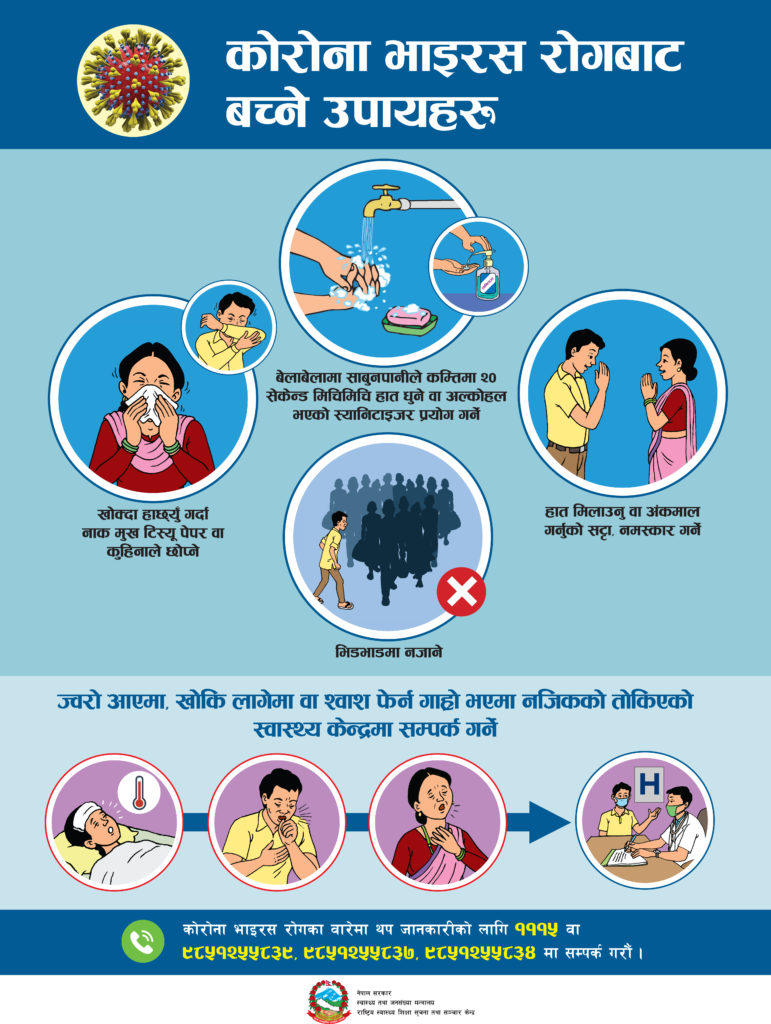 कोरोना भाइरस रोगबाट
बच्ने उपायहरू
बेलाबेलामा साबुनपानीले कम्तिमा २०
सेकेन्ड मिचिमिचि हात धुने वा अल्कोहल
भएको स्यानिटाइजर प्रयोग गर्ने
खोक्दा हाच्छ्यूँ गर्दा
नाक मुख टिस्यू पेपर वा
कुहिनाले छोप्ने
हात मिलाउनु वा अंकमाल
गर्नुको सट्टा, नमस्कार गर्ने
भिडभाडमा नजाने
ज्वरो आएमा, खोकि लागेमा वा श्वाश फेर्न गाह्रो भएमा नजिकको तोकिएको
स्वास्थ्य केन्द्रमा सम्पर्क गर्ने
H
कोरोना भाइरस रोगका वारेमा थप जानकारीको लागि १११५ वा
९८५१२५५८३९, ९८५१२५५८३७, ९८५१२५५८३४ मा सम्पर्क गरौं ।
नेपाल सरकार
स्वास्थ्य तथा जनसंख्या मन्त्रालय
राष्ट्रिय स्वास्थ्य शिक्षा सूचना तथा सञ्चार केन्द्र